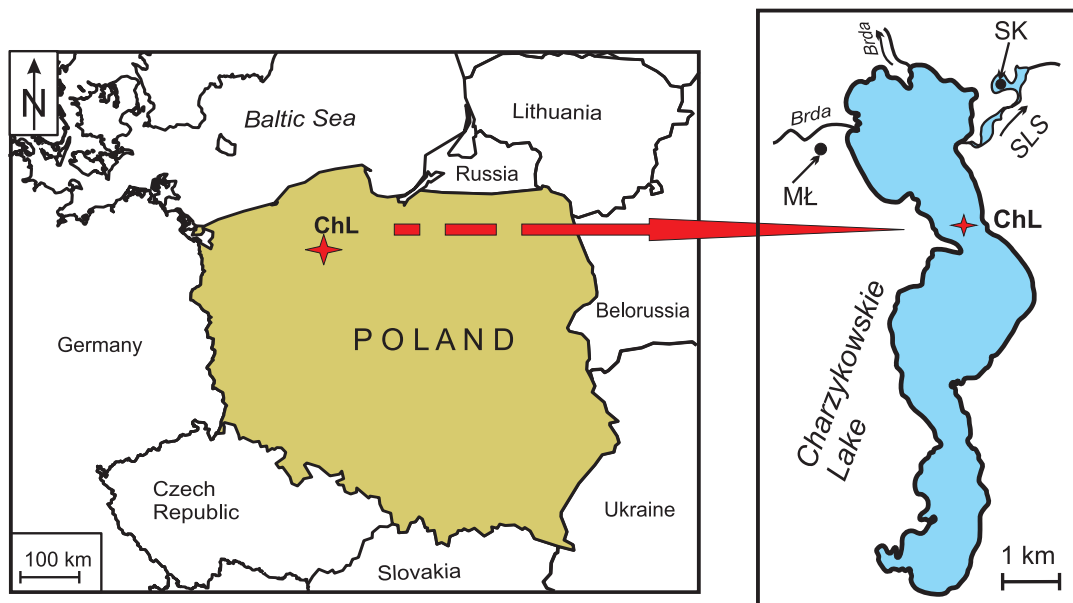 N
Baltic Sea
Lithuania
Russia
ChL
Belorussia
Germany
POLAND
Czech
Republic
Ukraine
Slovakia
100 km
Brda
SK
Brda
SLS
MŁ
ChL
Charzykowskie
Lake
1 km